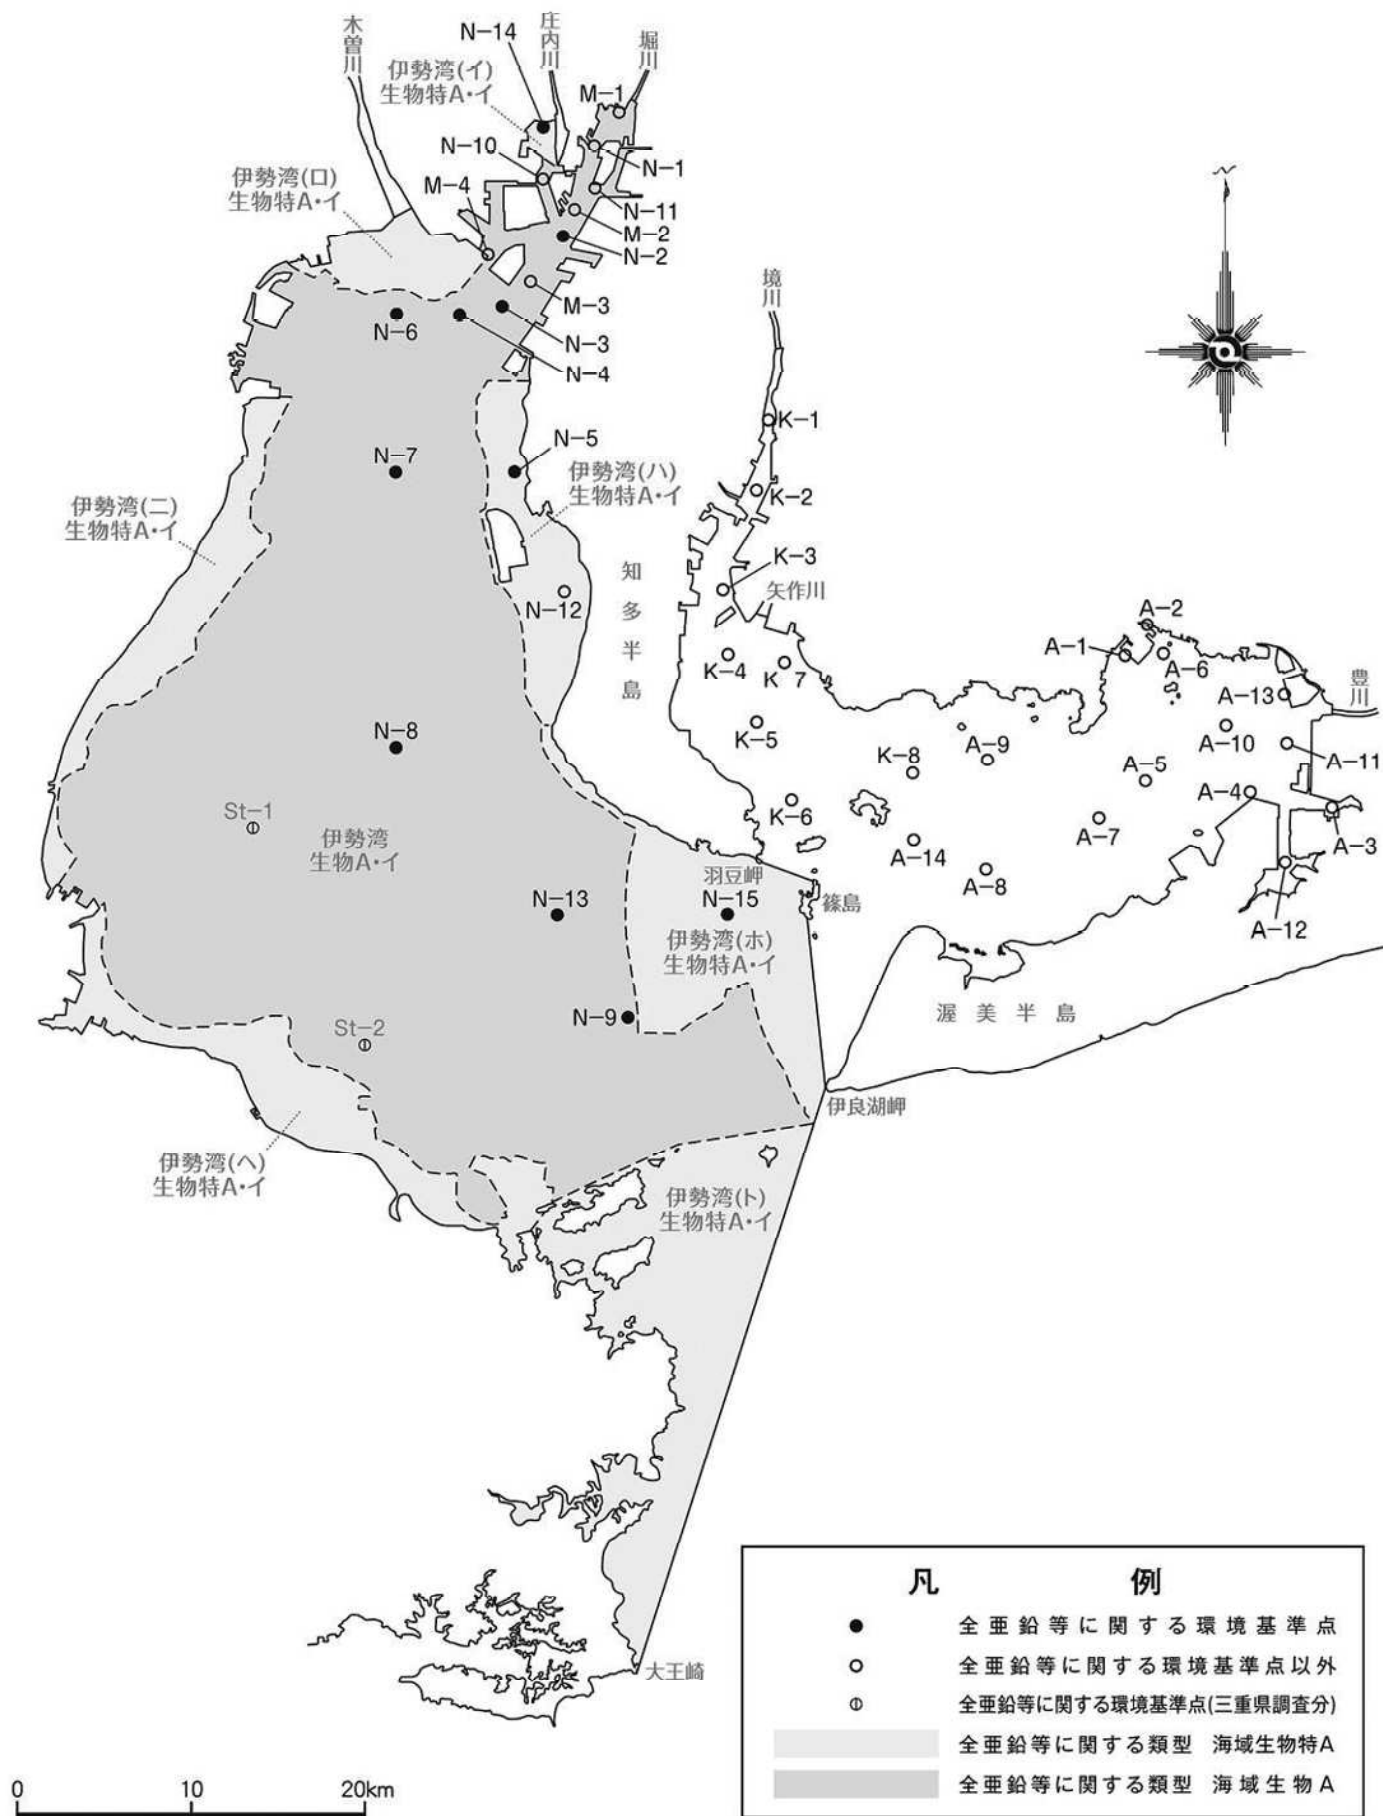 木曽川
庄内川
堀川
N-14
伊勢湾(イ)
生物特A・イ
M-1
N-10
N-1
伊勢湾(ロ)
生物特A・イ
M-4
N-11
M-2
N-2
境川
M-3
N-6
N-3
N-4
K-1
N-7
N-5
伊勢湾(ハ)
生物特A・イ
K-2
伊勢湾(ニ)
生物特A・イ
知多半島
K-3
矢作川
N-12
A-2
A-1
K-4
K-7
A-6
豊川
A-13
N-8
K-5
K-8
A-9
A-10
A-11
A-5
A-4
St-1
伊勢湾
生物A・イ
K-6
A-7
A-3
A-14
羽豆岬
A-8
N-13
N-15
篠島
A-12
伊勢湾(ホ)
生物特A・イ
N-9
渥美半島
St-2
伊良湖岬
伊勢湾(ヘ)
生物特A・イ
伊勢湾(ト)
生物特A・イ
大王崎
凡例
全亜鉛等に関する環境基準点
全亜鉛等に関する環境基準点以外
全亜鉛等に関する環境基準点(三重県調査分)
全亜鉛等に関する類型 海域生物特A
全亜鉛等に関する類型 海域生物A
0 10 20km